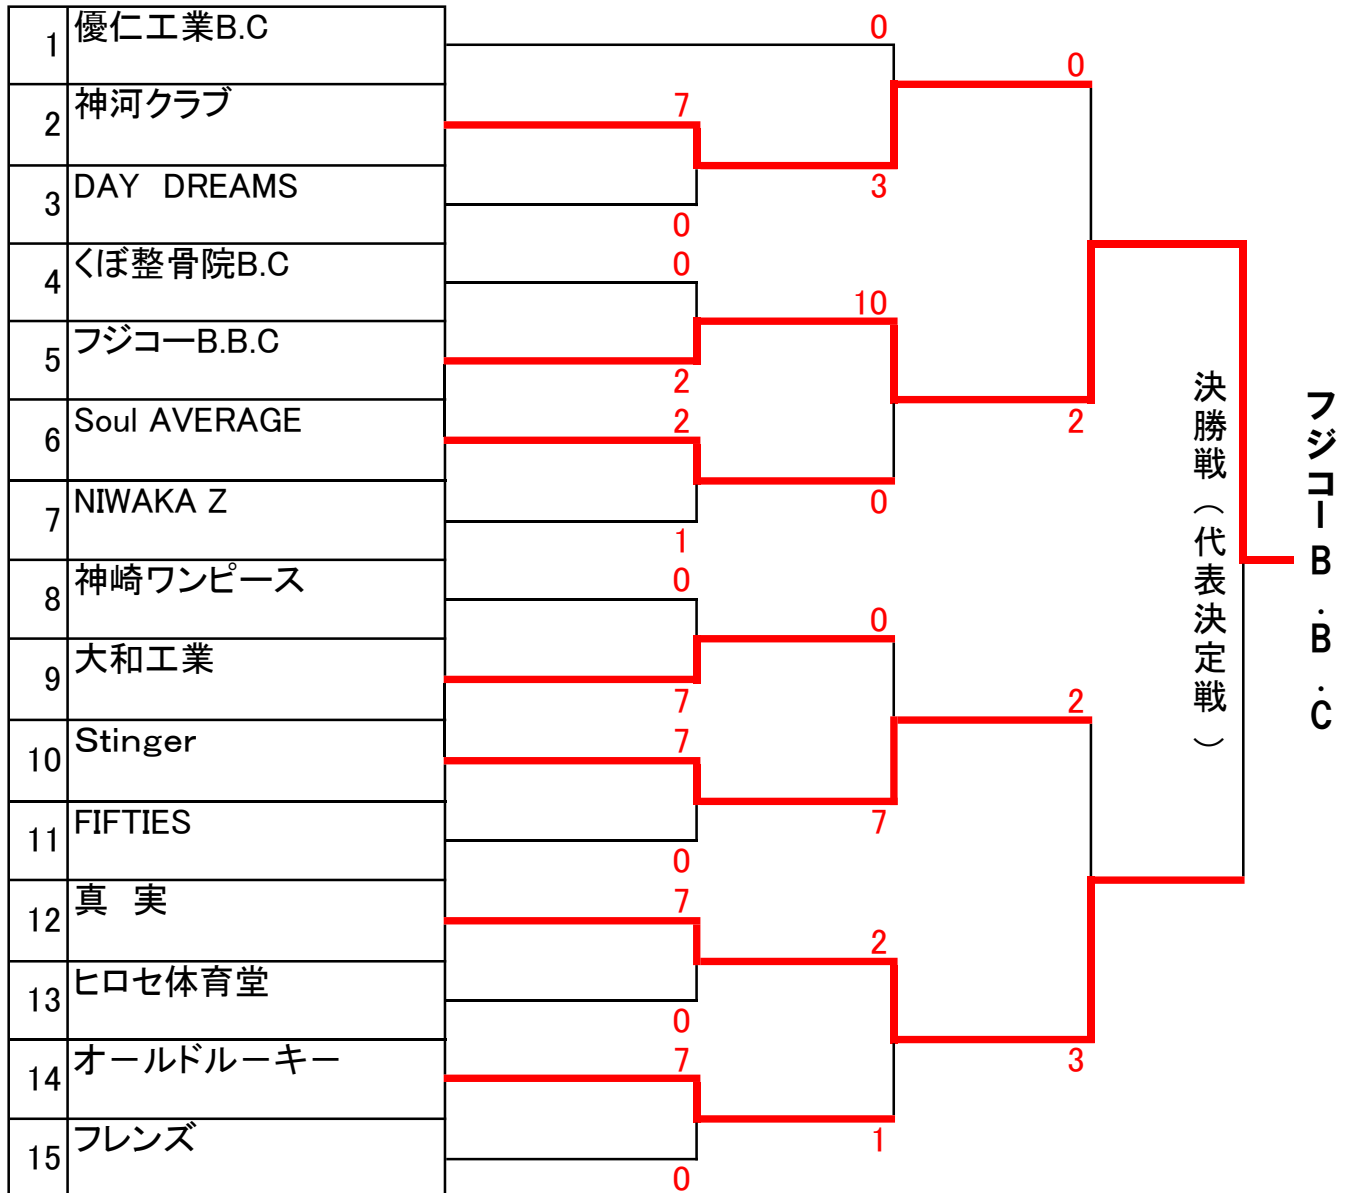 1 優仁工業B.C
0
0
2 神河クラブ
7
3 DAY　DREAMS
3
0
4 くぼ整骨院B.C
0
10
5 フジコーB.B.C
2
6 Soul AVERAGE
2
2
7 NIWAKA Z
0
1
8 神崎ワンピース
0
0
9 大和工業
7
2
10 Stinger
7
11 FIFTIES
7
0
12 真　実
7
2
13 ヒロセ体育堂
0
14 オールドルーキー
7
3
15 フレンズ
1
0
決勝戦（代表決定戦）
フジコーB.B.C